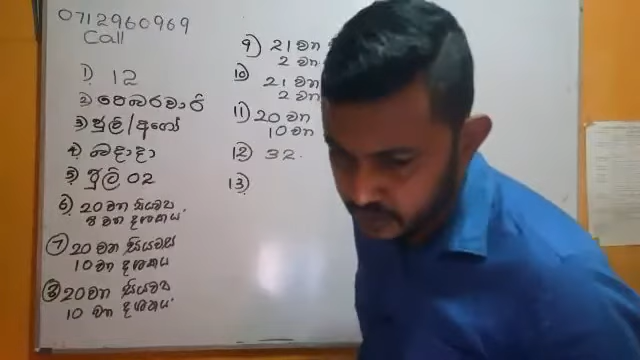 0712960969
Call
1) 12
2) පෙබරවාරි
3) ජුලි/අගෝ
4) බදාදා
5) ජුලි 02
6) 20 වන සියවස
8 වන දශකය.
7) 20 වන සියවස
10 වන දශකය
8) 20 වන සියවස
10 වන දශකය.
9) 21 වන
2 වන
10) 21 වන
2 වන
11) 20 වන
10 වන
12) 32.
13)